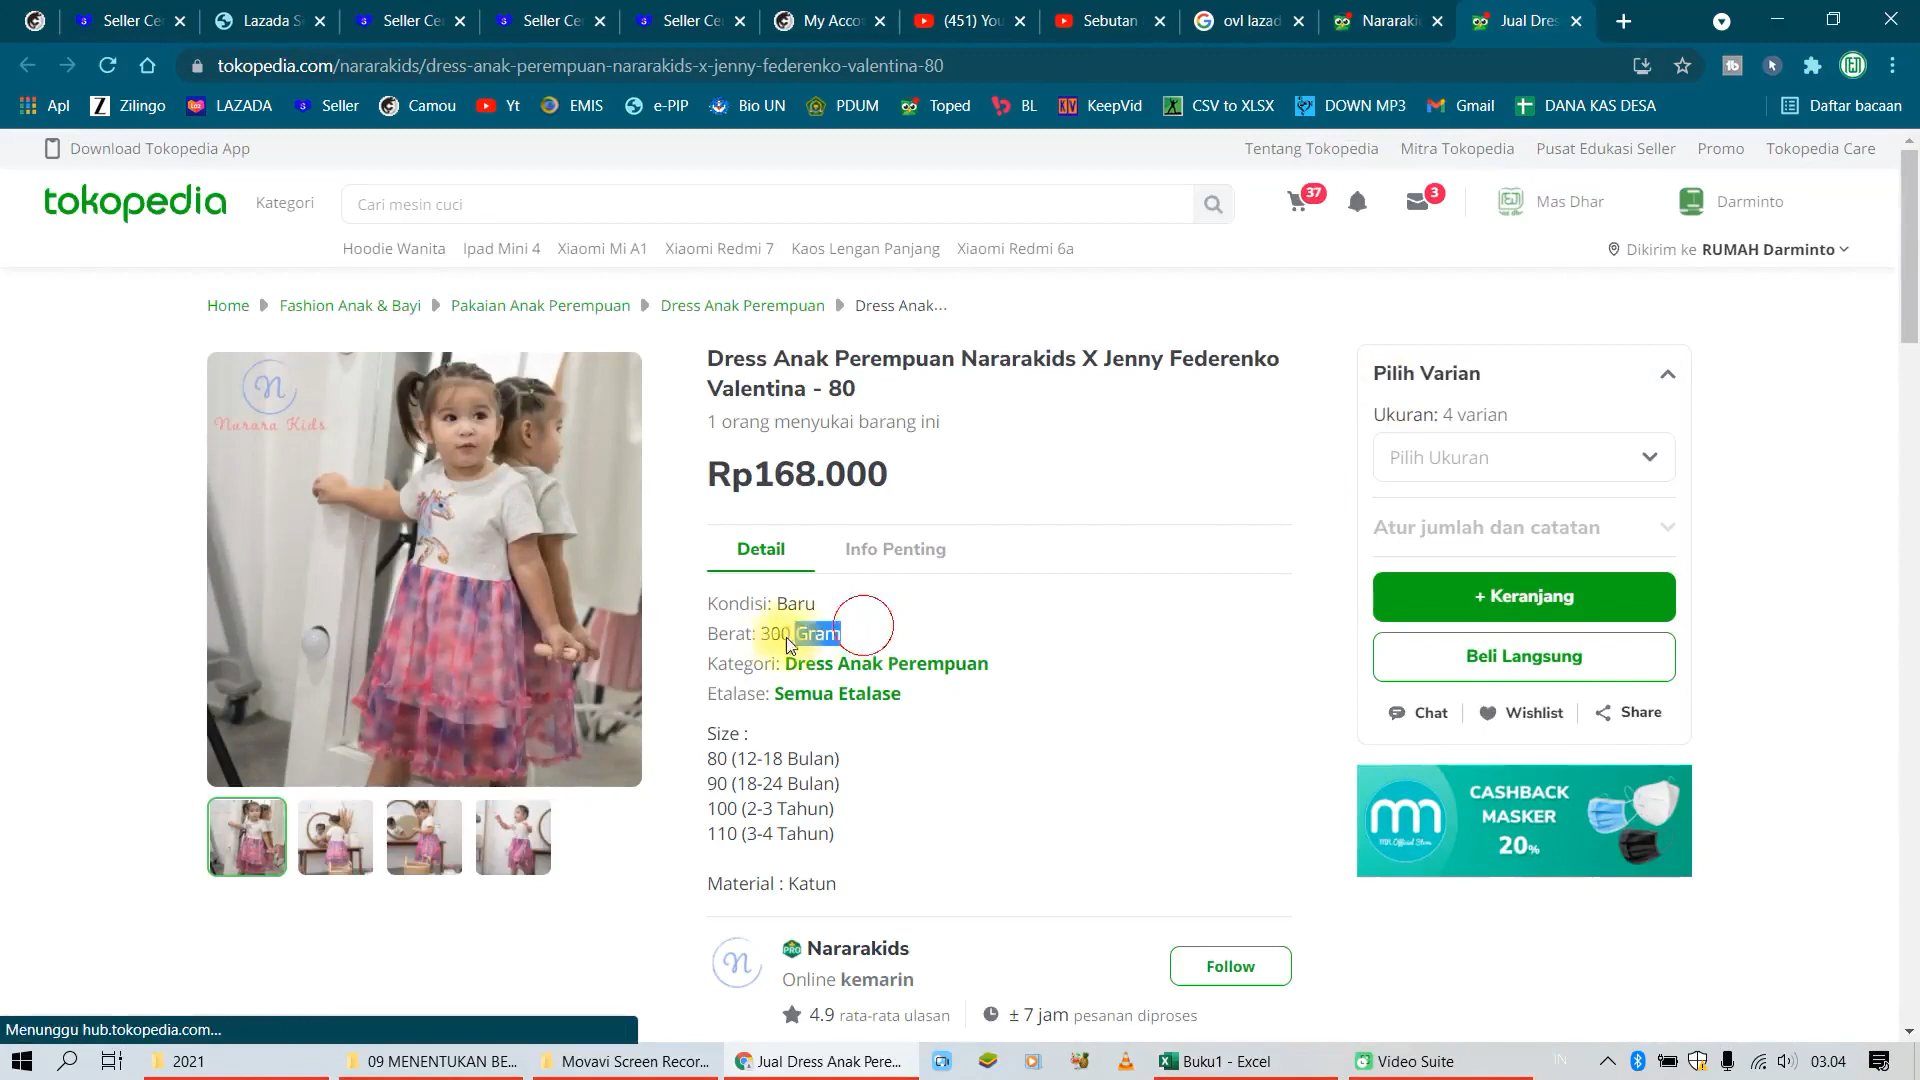 Seller Ce
Lazada S
Seller Ce
Seller Ce
Seller Ce
My Acco
(451) You
Sebutan
ovl lazad
Nararaki
Jual Dres
tokopedia.com/nararakids/dress-anak-perempuan-nararakids-x-jenny-federenko-valentina-80
Apl
Zilingo
LAZADA
Seller
Camou
Yt
EMIS
e-PIP
Bio UN
PDUM
Toped
BL
KeepVid
CSV to XLSX
DOWN MP3
Gmail
DANA KAS DESA
Daftar bacaan
Download Tokopedia App
Tentang Tokopedia
Mitra Tokopedia
Pusat Edukasi Seller
Promo
Tokopedia Care
tokopedia
Kategori
Cari mesin cuci
37
3
Mas Dhar
Darminto
Hoodie Wanita
Ipad Mini 4
Xiaomi Mi A1
Xiaomi Redmi 7
Kaos Lengan Panjang
Xiaomi Redmi 6a
Dikirim ke RUMAH Darminto
Home
Fashion Anak & Bayi
Pakaian Anak Perempuan
Dress Anak Perempuan
Dress Anak...
n
Narara Kids
Dress Anak Perempuan Nararakids X Jenny Federenko
Valentina - 80
1 orang menyukai barang ini
Rp168.000
Detail
Info Penting
Kondisi: Baru
Berat: 300 Gram
Kategori: Dress Anak Perempuan
Etalase: Semua Etalase
Size :
80 (12-18 Bulan)
90 (18-24 Bulan)
100 (2-3 Tahun)
110 (3-4 Tahun)
Material : Katun
n
PRO
Nararakids
Online kemarin
Follow
4.9 rata-rata ulasan
± 7 jam pesanan diproses
Pilih Varian
Ukuran: 4 varian
Pilih Ukuran
Atur jumlah dan catatan
+ Keranjang
Beli Langsung
Chat
Wishlist
Share
CASHBACK
MASKER
20%
Menunggu hub.tokopedia.com...
2021
09 MENENTUKAN BE...
Movavi Screen Recor...
Jual Dress Anak Pere...
Buku1 - Excel
Video Suite
IN
03.04